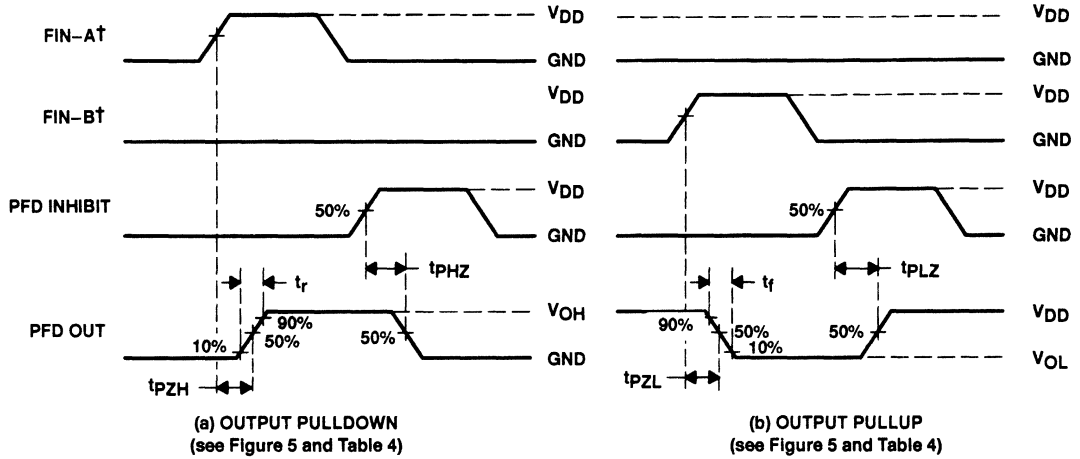 FIN–A†
VDD
GND
VDD
GND
FIN–B†
VDD
GND
VDD
GND
PFD INHIBIT
50%
VDD
GND
50%
VDD
GND
tPHZ
tPLZ
tr
tf
PFD OUT
10%
90%
50%
50%
VOH
GND
90%
50%
10%
50%
VDD
VOL
tPZH
tPZL
(a) OUTPUT PULLDOWN
(see Figure 5 and Table 4)
(b) OUTPUT PULLUP
(see Figure 5 and Table 4)